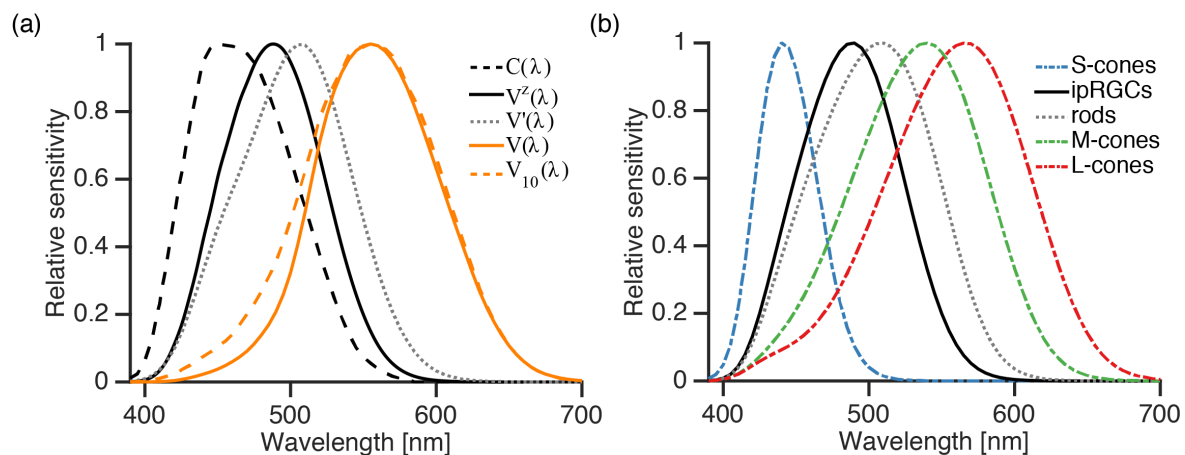 (a)
Relative sensitivity
1
0.8
0.6
0.4
0.2
0
400
500
600
700
Wavelength [nm]
C(λ)
Vᶻ(λ)
V'(λ)
V(λ)
V₁₀(λ)
(b)
Relative sensitivity
1
0.8
0.6
0.4
0.2
0
400
500
600
700
Wavelength [nm]
S-cones
ipRGCs
rods
M-cones
L-cones